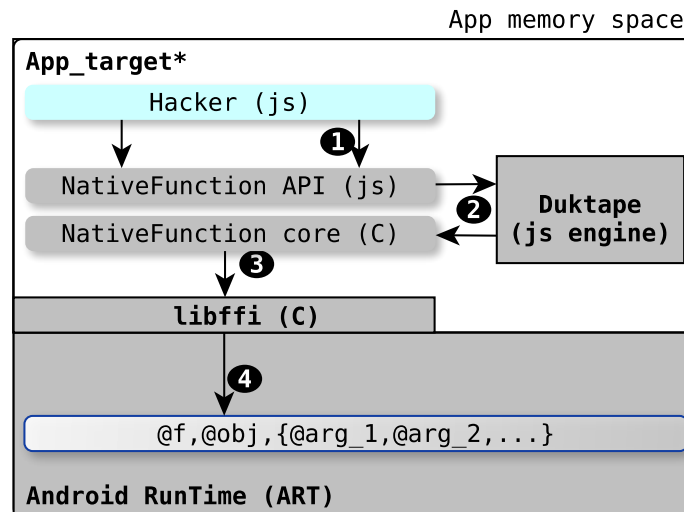 App memory space
App_target*
Hacker (js)
1
NativeFunction API (js)
2
Duktape
(js engine)
NativeFunction core (C)
3
libffi (C)
4
@f,@obj,{@arg_1,@arg_2,...}
Android RunTime (ART)